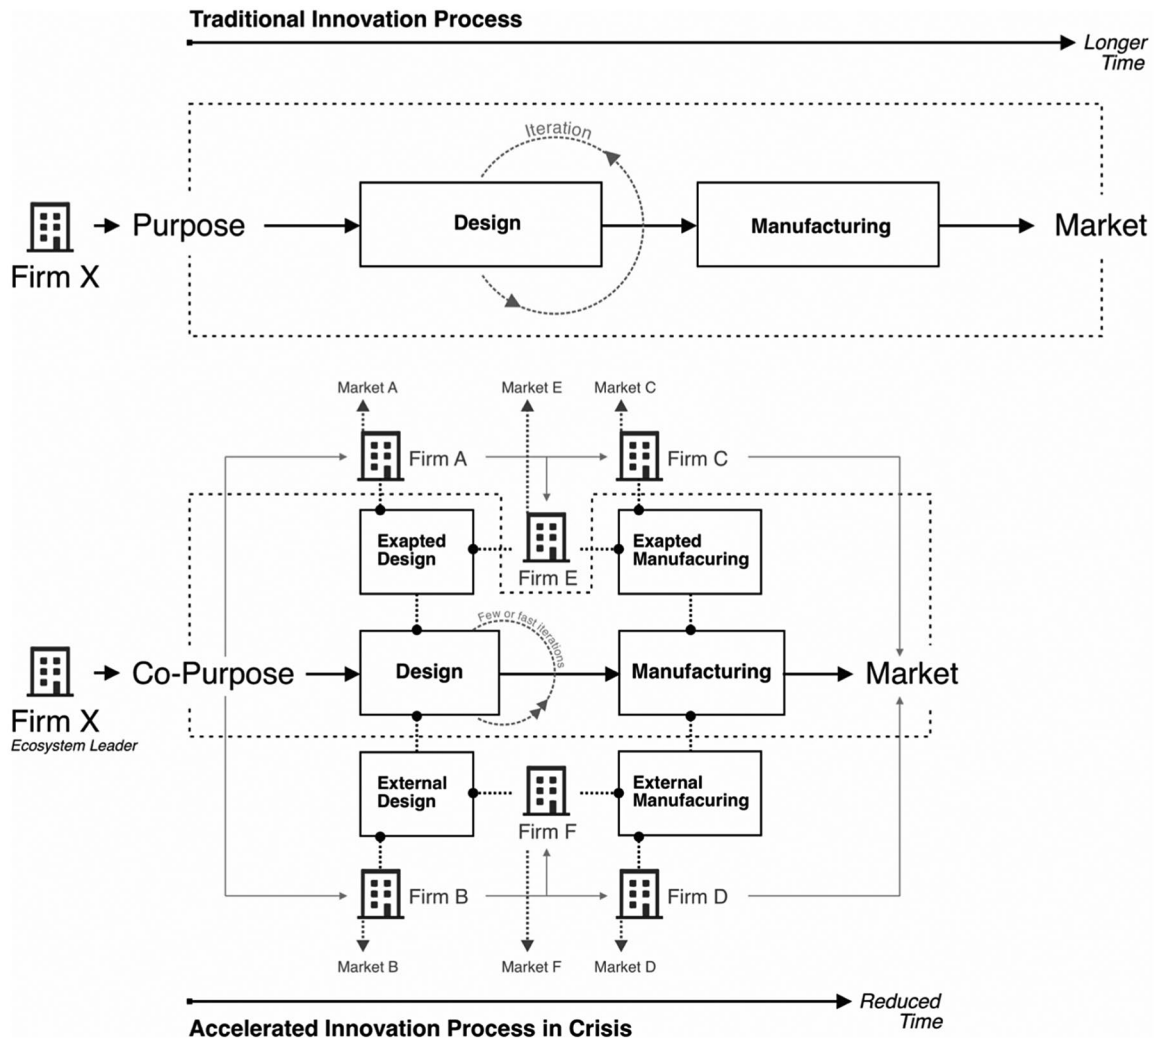 Traditional Innovation Process
Longer
Time
Iteration
Purpose
Design
Manufacturing
Market
Firm X
Market A
Market E
Market C
Firm A
Firm C
Exapted
Design
Firm E
Exapted
Manufacuring
Few or fast iterations
Co-Purpose
Design
Manufacturing
Market
Firm X
Ecosystem Leader
External
Design
Firm F
External
Manufacuring
Firm B
Firm D
Market B
Market F
Market D
Reduced
Time
Accelerated Innovation Process in Crisis